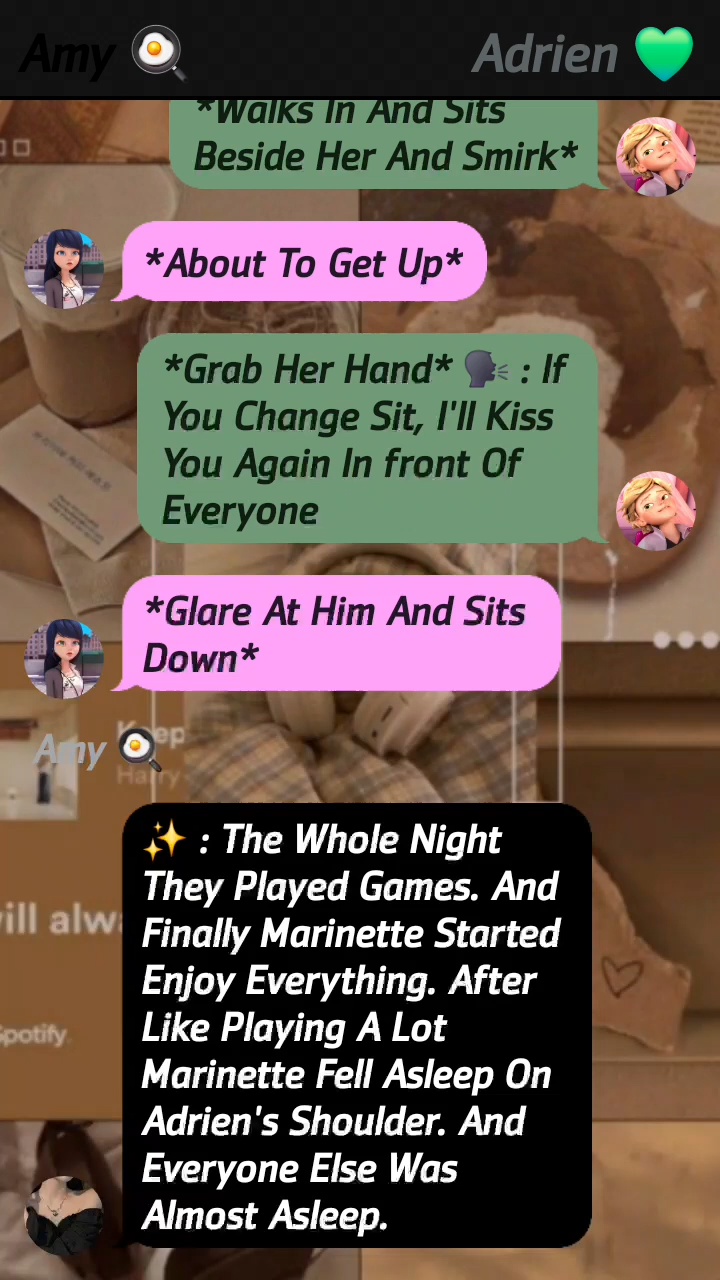 Amy 🍳
Adrien 💚
*Walks In And Sits
Beside Her And Smirk*
*About To Get Up*
*Grab Her Hand* 🗣 : If
You Change Sit, I'll Kiss
You Again In front Of
Everyone
*Glare At Him And Sits
Down*
Amy 🍳
Harry
✨ : The Whole Night
They Played Games. And
Finally Marinette Started
Enjoy Everything. After
Like Playing A Lot
Marinette Fell Asleep On
Adrien's Shoulder. And
Everyone Else Was
Almost Asleep.
Spotify